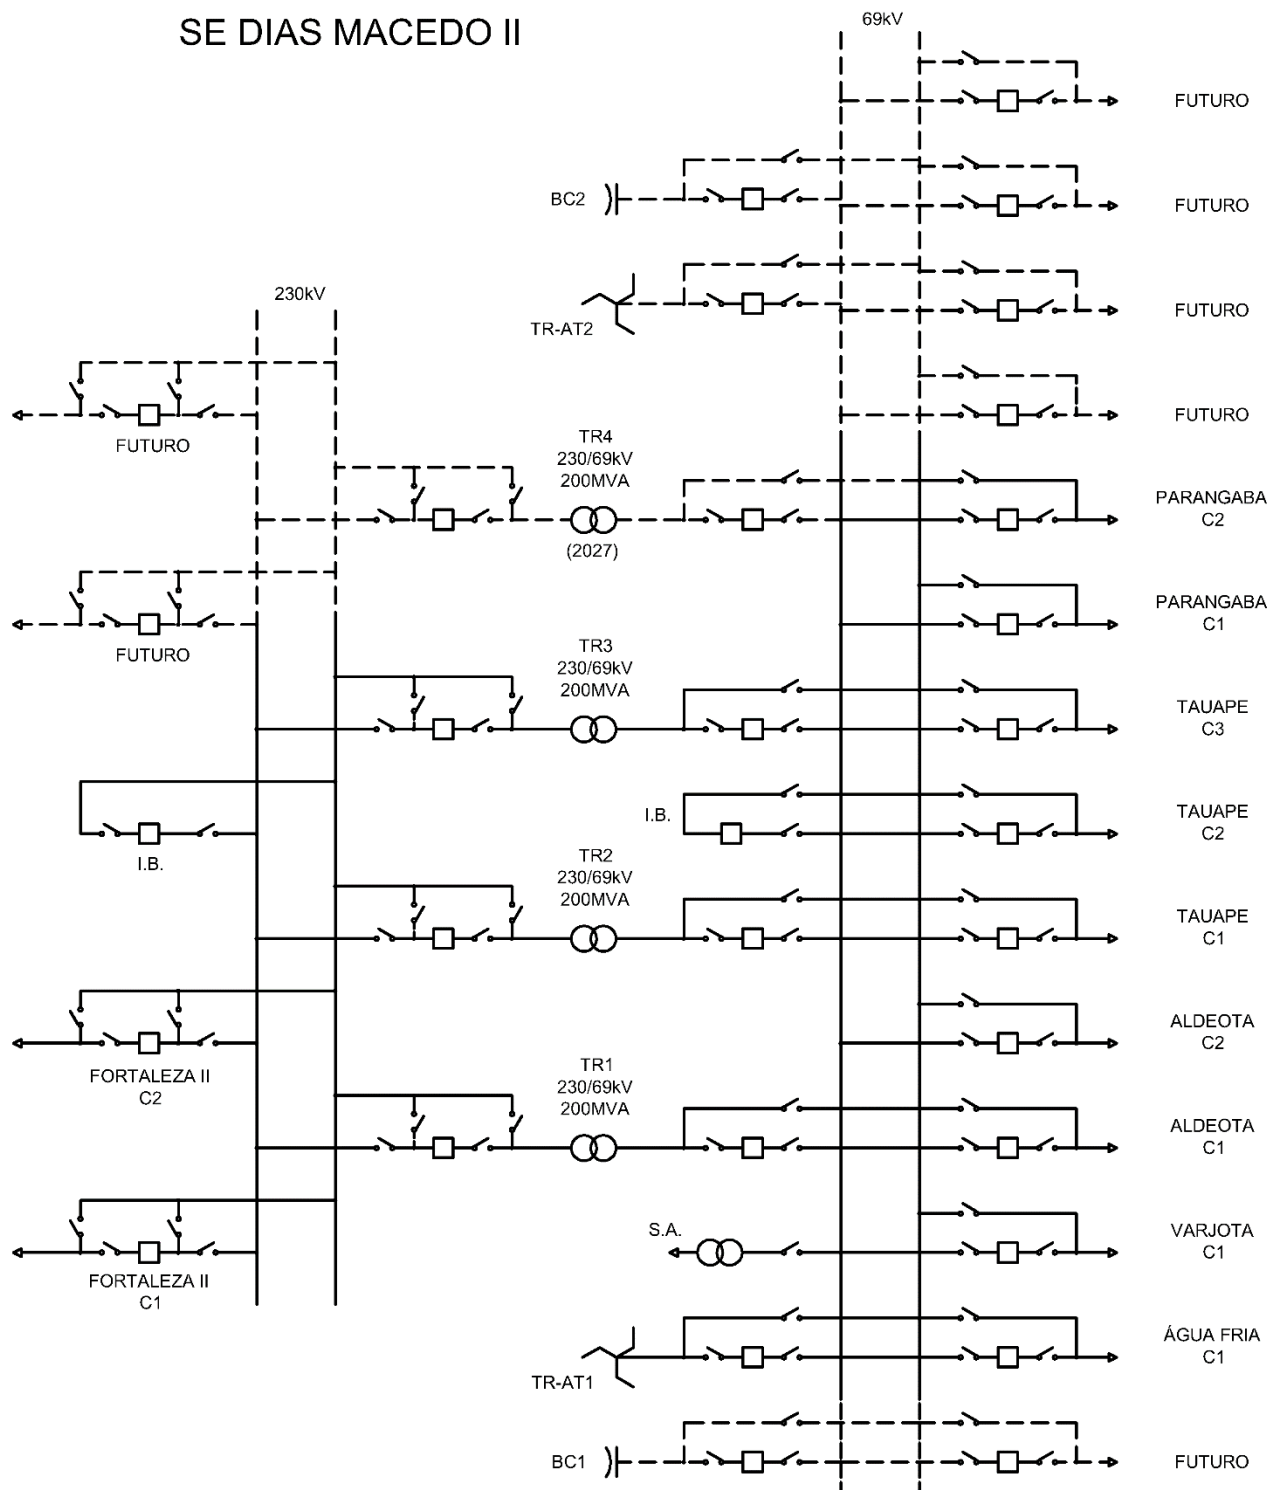 SE DIAS MACEDO II
69kV
FUTURO
BC2
FUTURO
230kV
TR-AT2
FUTURO
FUTURO
TR4
230/69kV
200MVA
(2027)
FUTURO
PARANGABA
C2
PARANGABA
C1
FUTURO
TR3
230/69kV
200MVA
TAUAPE
C3
I.B.
I.B.
TAUAPE
C2
TR2
230/69kV
200MVA
TAUAPE
C1
FORTALEZA II
C2
ALDEOTA
C2
TR1
230/69kV
200MVA
ALDEOTA
C1
FORTALEZA II
C1
S.A.
VARJOTA
C1
TR-AT1
ÁGUA FRIA
C1
BC1
FUTURO